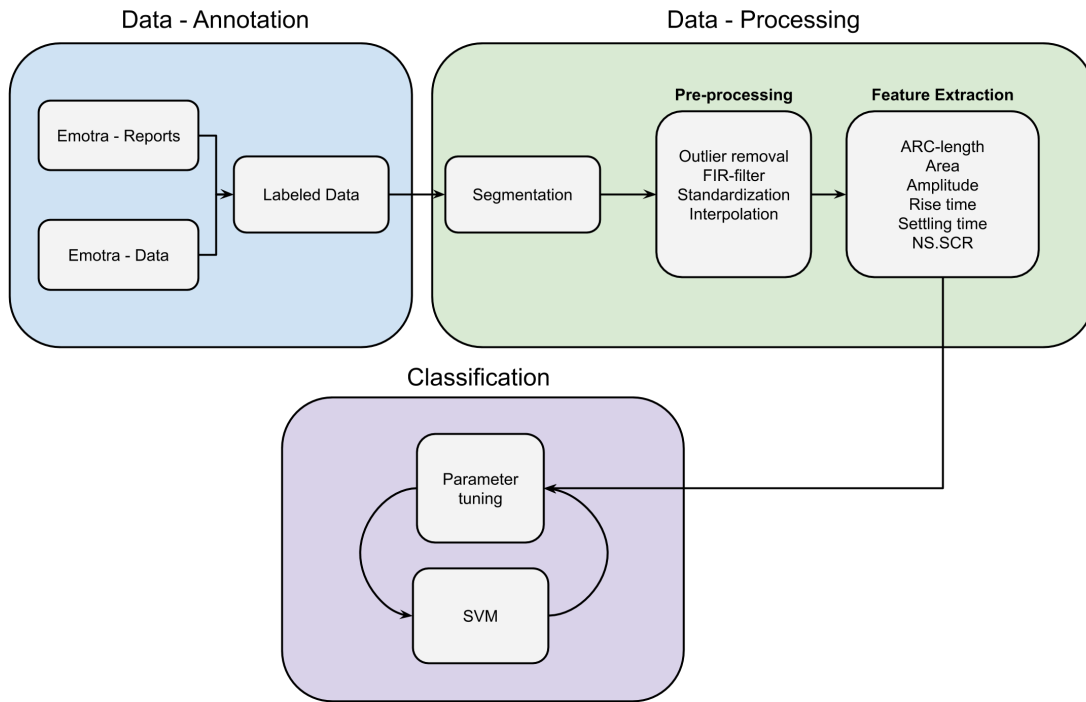 Data - Annotation
Emotra - Reports
Emotra - Data
Labeled Data
Data - Processing
Segmentation
Pre-processing
Outlier removal
FIR-filter
Standardization
Interpolation
Feature Extraction
ARC-length
Area
Amplitude
Rise time
Settling time
NS.SCR
Classification
Parameter
tuning
SVM